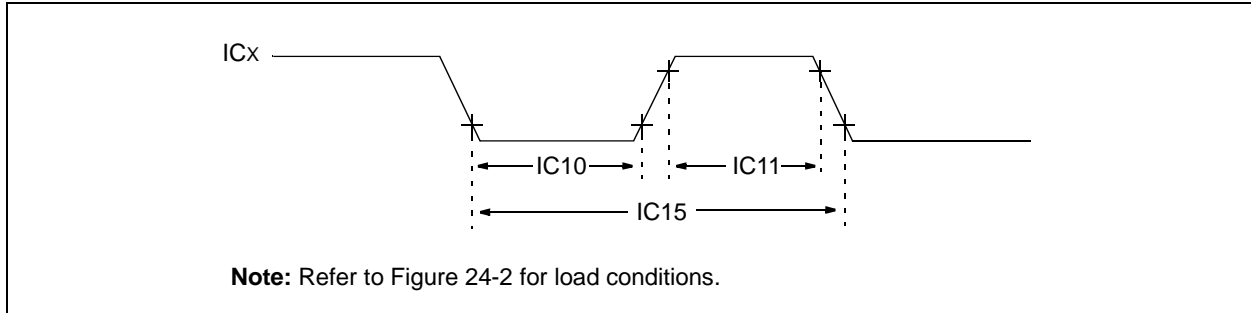 ICX
IC10
IC11
IC15
Note: Refer to Figure 24-2 for load conditions.